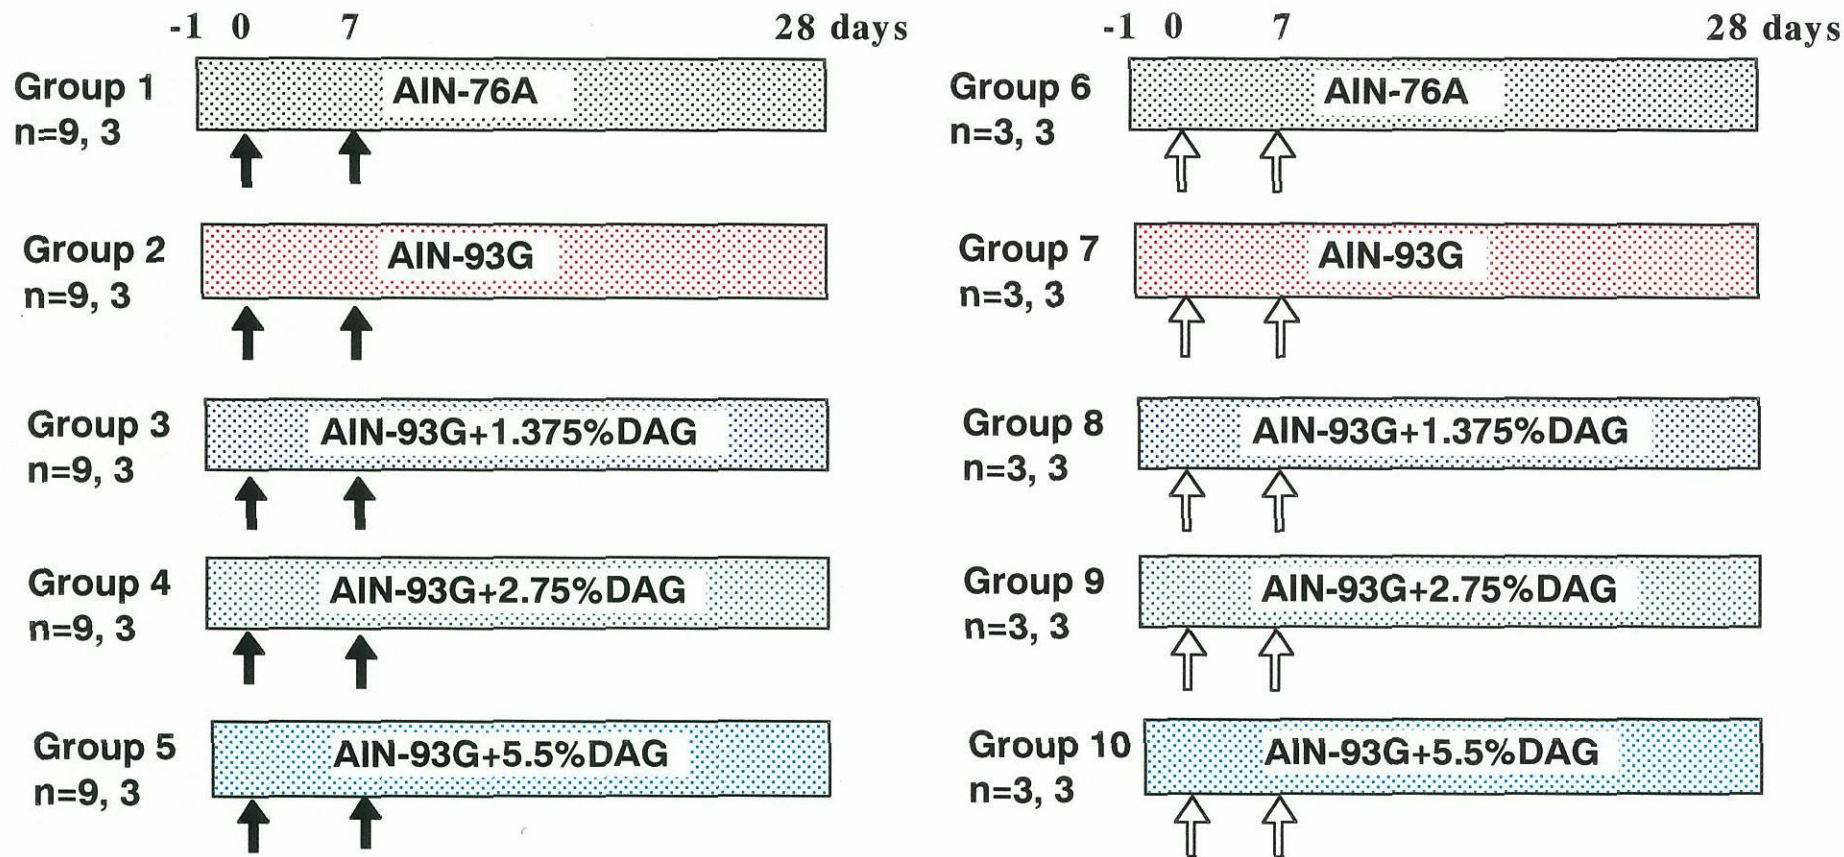 -1 0 7 28 days
Group 1
n=9, 3
AIN-76A
Group 2
n=9, 3
AIN-93G
Group 3
n=9, 3
AIN-93G+1.375%DAG
Group 4
n=9, 3
AIN-93G+2.75%DAG
Group 5
n=9, 3
AIN-93G+5.5%DAG
-1 0 7 28 days
Group 6
n=3, 3
AIN-76A
Group 7
n=3, 3
AIN-93G
Group 8
n=3, 3
AIN-93G+1.375%DAG
Group 9
n=3, 3
AIN-93G+2.75%DAG
Group 10
n=3, 3
AIN-93G+5.5%DAG